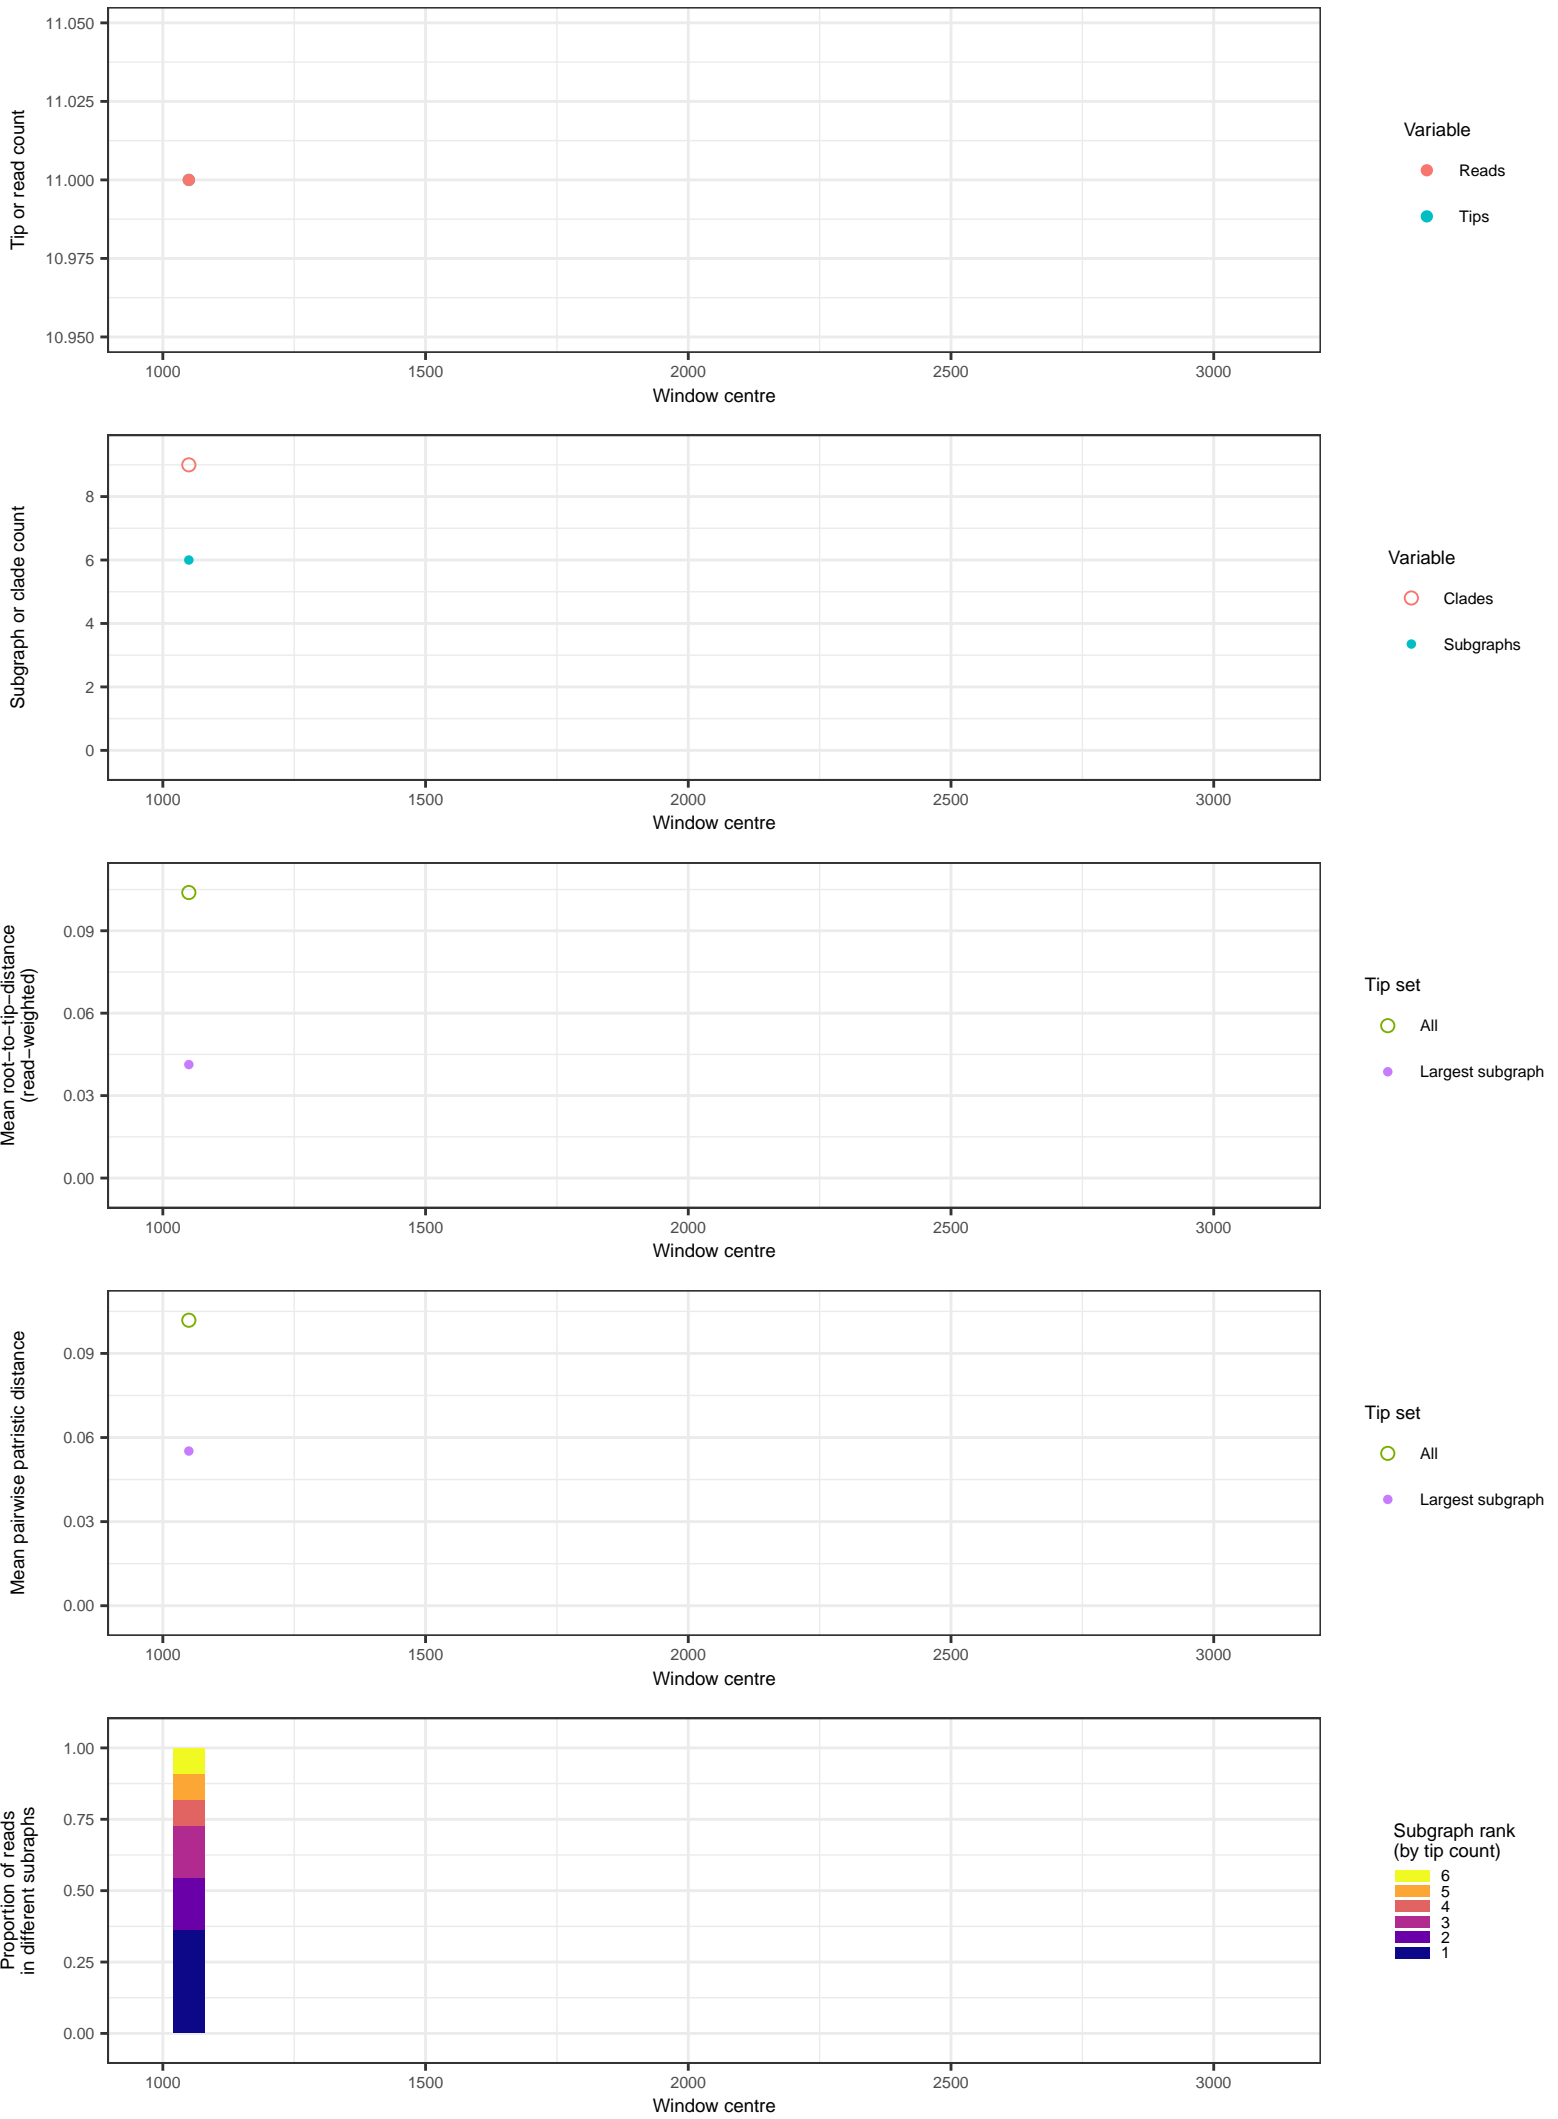 11.050
11.025
11.000
10.975
10.950
Tip or read count
1000 1500 2000 2500 3000
Window centre
Variable
Reads
Tips
8
6
4
2
0
Subgraph or clade count
1000 1500 2000 2500 3000
Window centre
Variable
Clades
Subgraphs
0.09
0.06
0.03
0.00
Mean root−to−tip−distance
(read−weighted)
1000 1500 2000 2500 3000
Window centre
Tip set
All
Largest subgraph
0.09
0.06
0.03
0.00
Mean pairwise patristic distance
1000 1500 2000 2500 3000
Window centre
Tip set
All
Largest subgraph
1.00
0.75
0.50
0.25
0.00
Proportion of reads
in different subraphs
1000 1500 2000 2500 3000
Window centre
Subgraph rank
(by tip count)
6
5
4
3
2
1